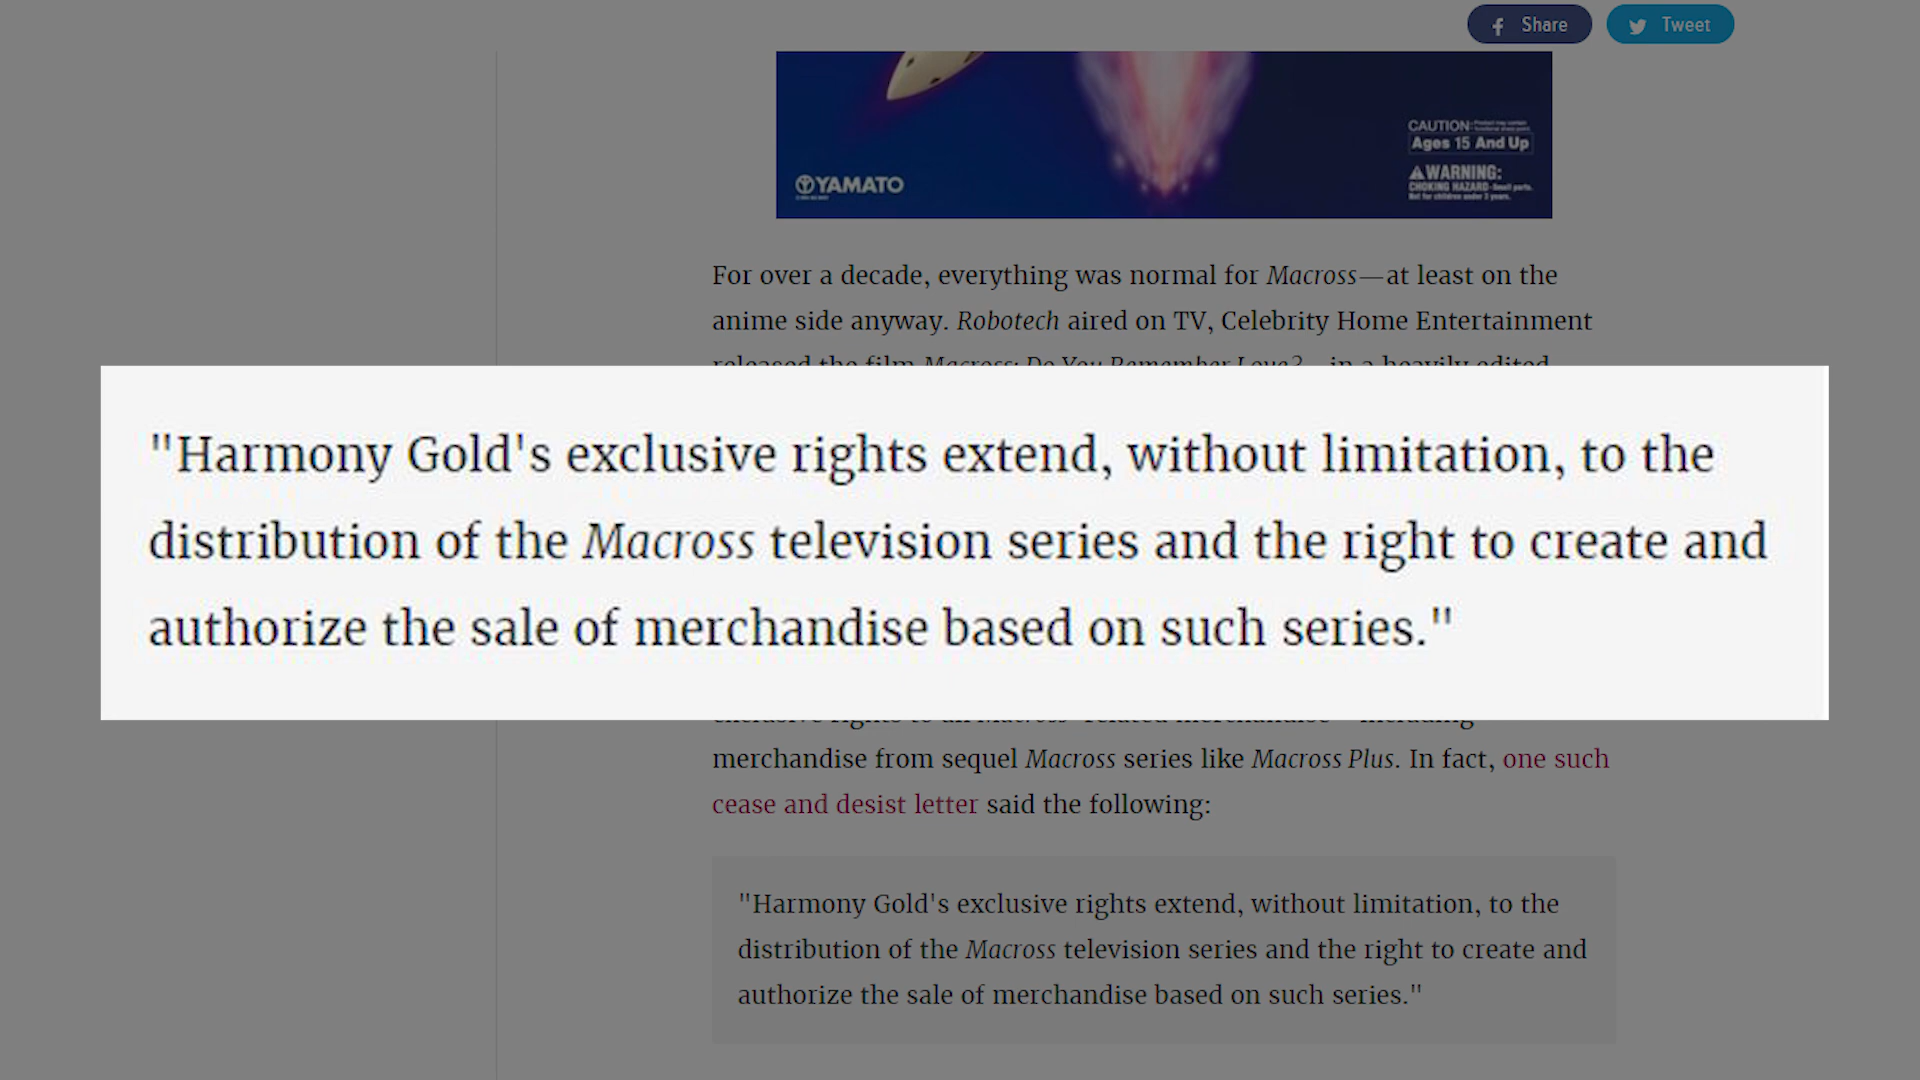 Share Tweet
CAUTION:
Ages 15 And Up
WARNING:
CHOKING HAZARD-Small parts.
Not for children under 3 years.
YAMATO
For over a decade, everything was normal for Macross—at least on the
anime side anyway. Robotech aired on TV, Celebrity Home Entertainment
released the film Macross: Do You Remember Love?—in a heavily edited
"Harmony Gold's exclusive rights extend, without limitation, to the
distribution of the Macross television series and the right to create and
authorize the sale of merchandise based on such series."
exclusive rights to all Macross-related merchandise—including
merchandise from sequel Macross series like Macross Plus. In fact, one such
cease and desist letter said the following:
"Harmony Gold's exclusive rights extend, without limitation, to the
distribution of the Macross television series and the right to create and
authorize the sale of merchandise based on such series."